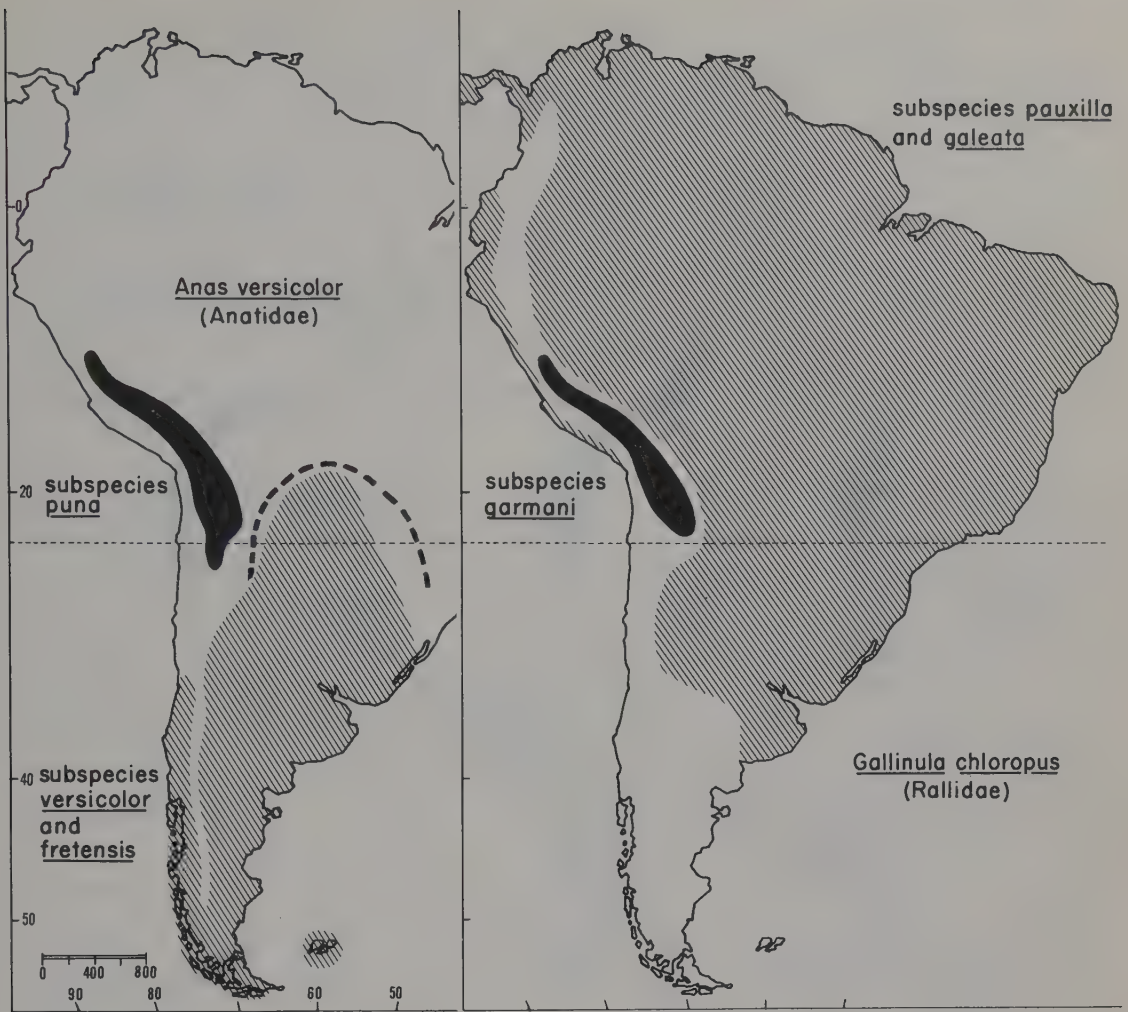 Anas versicolor
(Anatidae)
subspecies
puna
subspecies
versicolor
and
fretensis
0
20
40
50
0 400 800
90 80 60 50
subspecies pauxilla
and galeata
subspecies
garmani
Gallinula chloropus
(Rallidae)